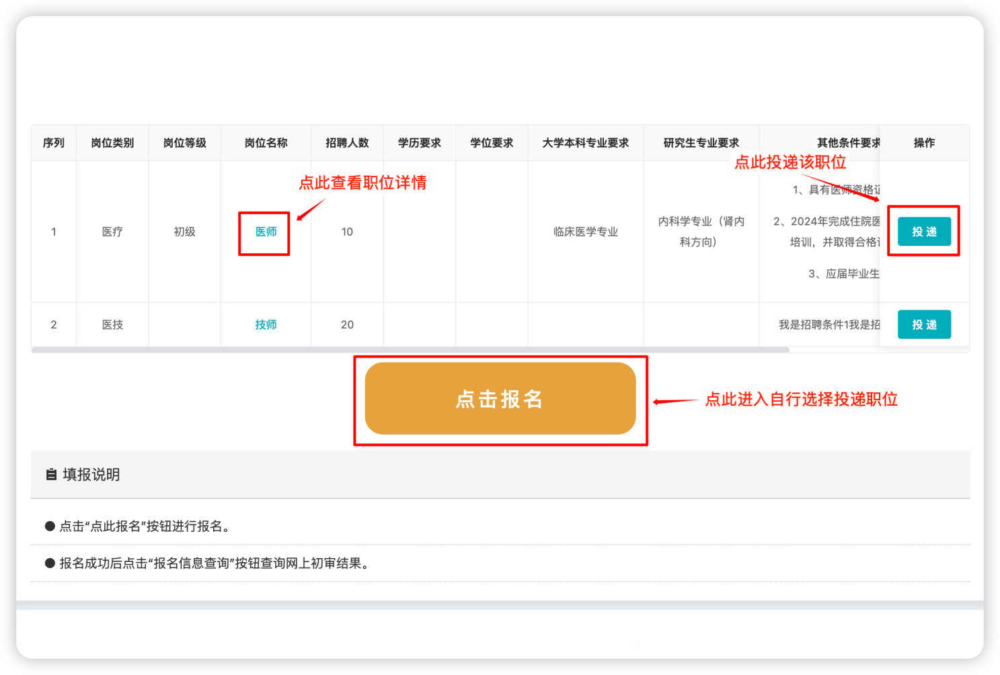 序列 岗位类别 岗位等级 岗位名称 招聘人数 学历要求 学位要求 大学本科专业要求 研究生专业要求 其他条件要求 操作
点此投递该职位
点此查看职位详情
1、具有医师资格证
1 医疗 初级 医师 10 临床医学专业 内科学专业（肾内科方向） 2、2024年完成住院医 投递
培训，并取得合格证
3、应届毕业生
2 医技 技师 20 我是招聘条件1我是招 投递
点击报名
点此进入自行选择投递职位
填报说明
● 点击“点此报名”按钮进行报名。
● 报名成功后点击“报名信息查询”按钮查询网上初审结果。